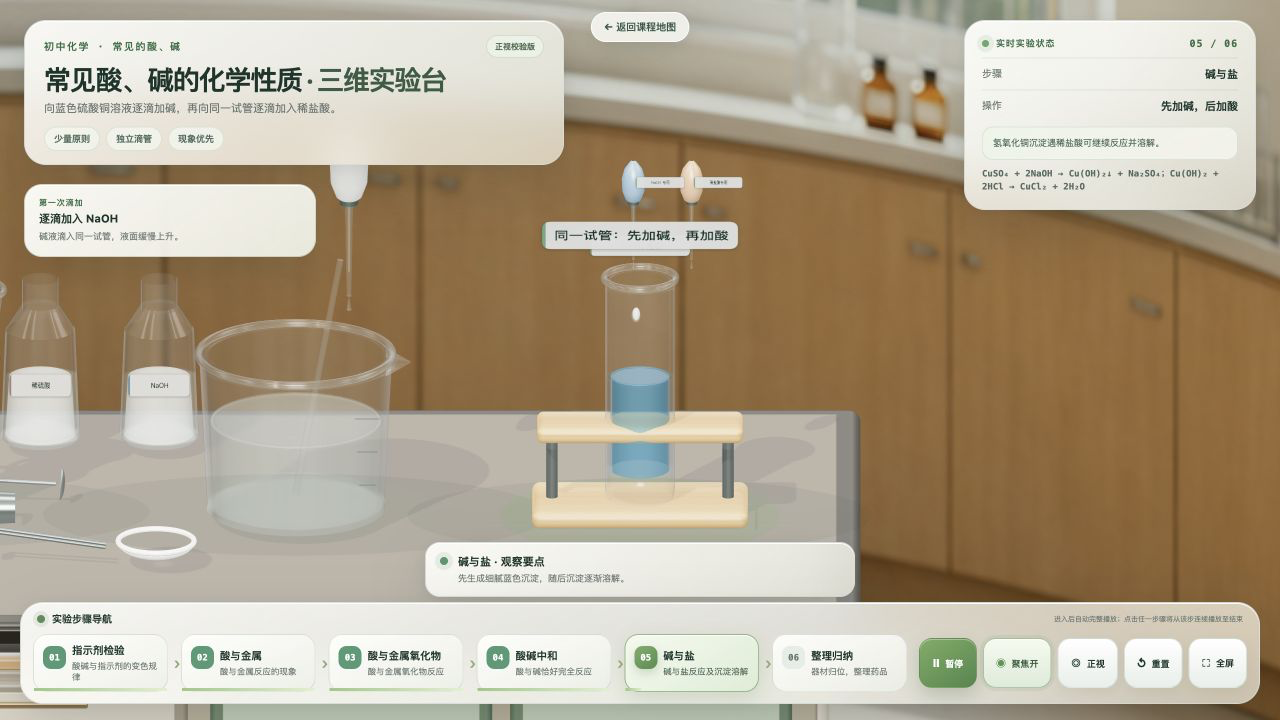 ← 返回课程地图
初中化学 · 常见的酸、碱
正视校验版
常见酸、碱的化学性质·三维实验台
向蓝色硫酸铜溶液逐滴加碱，再向同一试管逐滴加入稀盐酸。
少量原则
独立滴管
现象优先
实时实验状态
05 / 06
步骤
碱与盐
操作
先加碱，后加酸
氢氧化铜沉淀遇稀盐酸可继续反应并溶解。
CuSO₄ + 2NaOH → Cu(OH)₂↓ + Na₂SO₄; Cu(OH)₂ +
2HCl → CuCl₂ + 2H₂O
第一次滴加
逐滴加入 NaOH
碱液滴入同一试管，液面缓慢上升。
同一试管：先加碱，再加酸
稀硫酸
NaOH
碱与盐 · 观察要点
先生成细腻蓝色沉淀，随后沉淀逐渐溶解。
实验步骤导航
进入后自动完整播放；点击任一步骤将从该步连续播放至结束
01
指示剂检验
酸碱与指示剂的变色规
律
›
02
酸与金属
酸与金属反应的现象
›
03
酸与金属氧化物
酸与金属氧化物反应
›
04
酸碱中和
酸与碱恰好完全反应
›
05
碱与盐
碱与盐反应及沉淀溶解
›
06
整理归纳
器材归位，整理药品
暂停
聚焦开
正视
重置
全屏